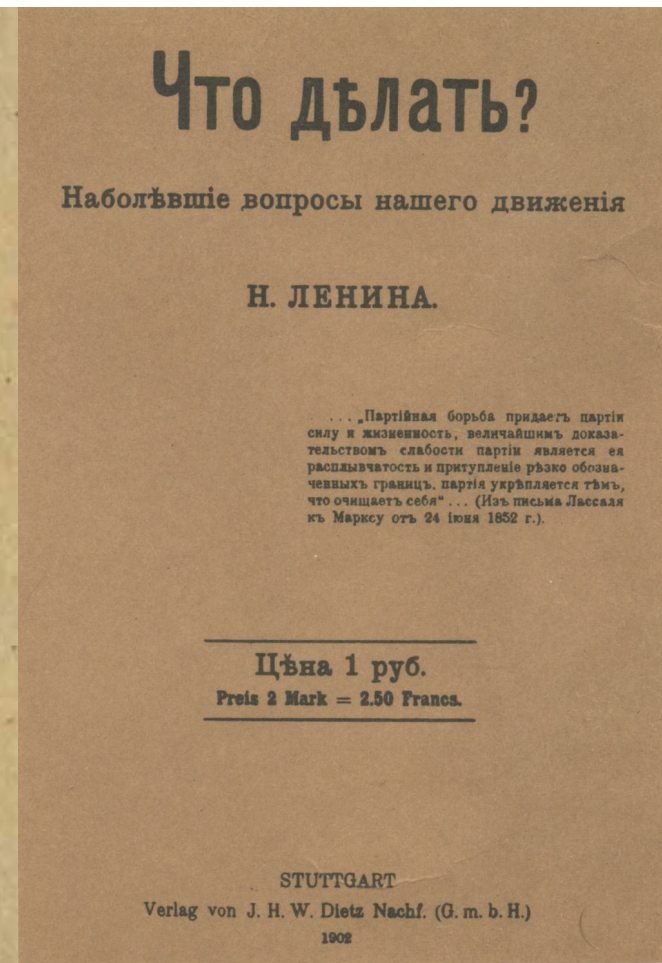 Что дѣлать?
Наболѣвшіе вопросы нашего движенія
Н. ЛЕНИНА.
. . . „Партійная борьба придаетъ партіи
силу и жизненность, величайшимъ доказа-
тельствомъ слабости партіи является ея
расплывчатость и притупленіе рѣзко обозна-
ченныхъ границъ, партія укрѣпляется тѣмъ,
что очищаетъ себя“ . . . (Изъ письма Лассаля
къ Марксу отъ 24 іюня 1852 г.).
Цѣна 1 руб.
Preis 2 Mark = 2.50 Francs.
STUTTGART
Verlag von J. H. W. Dietz Nachf. (G. m. b. H.)
1902